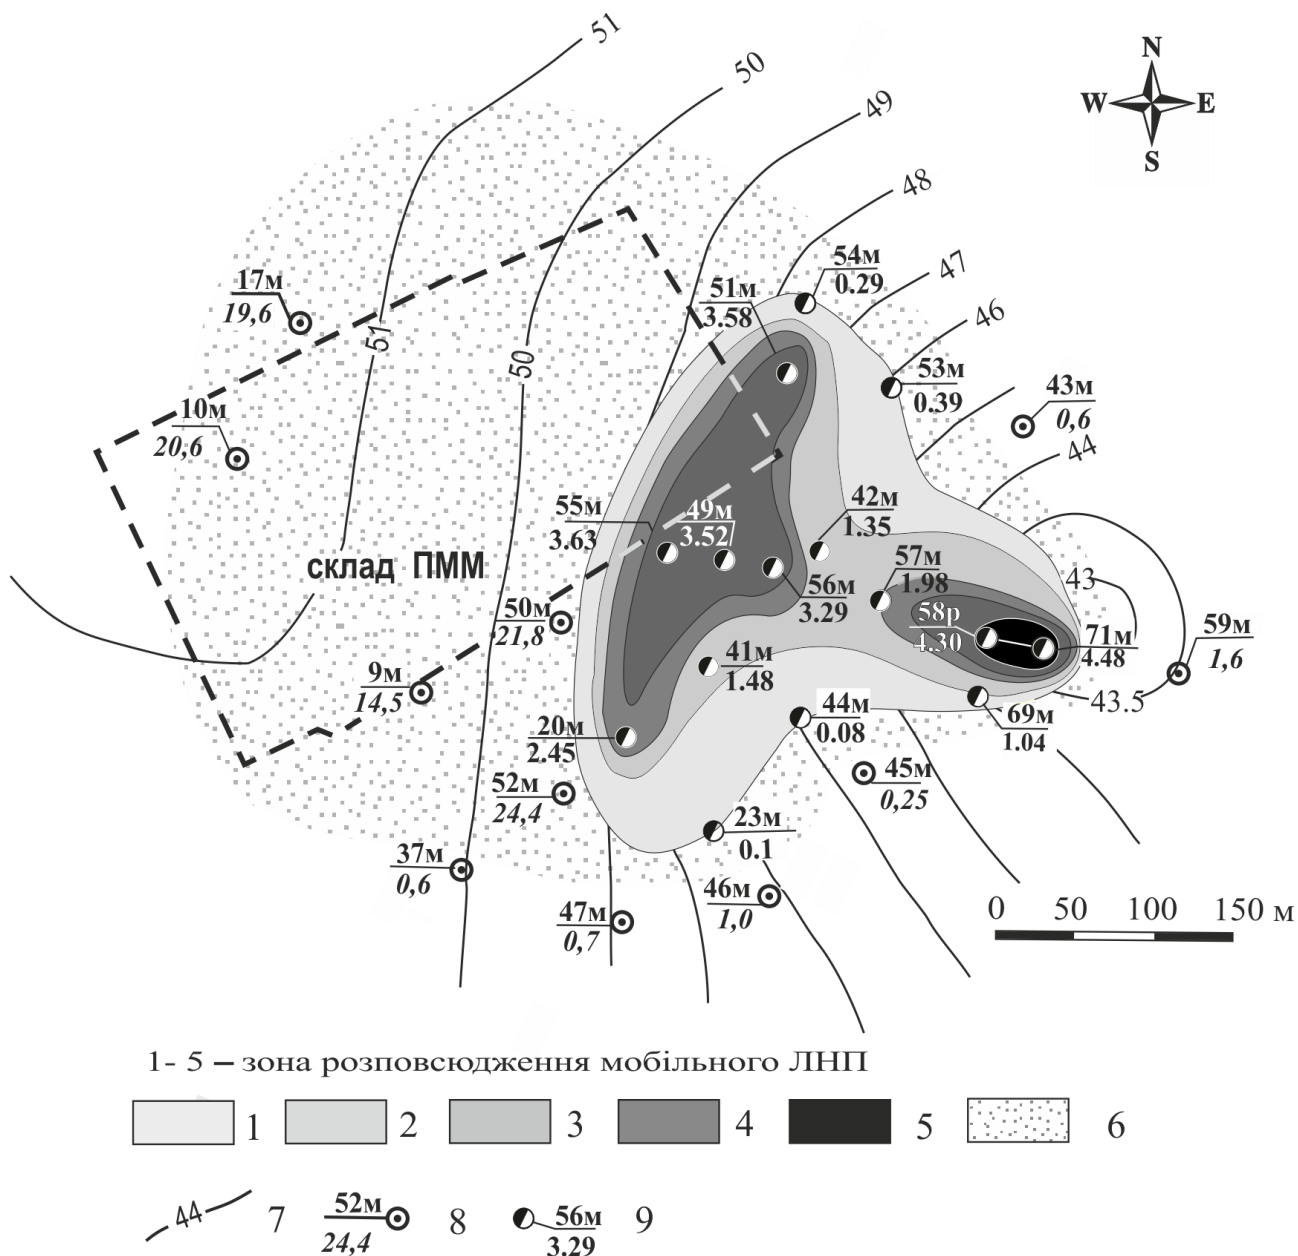 51
50
N
49
W
E
S
48
54м
0.29
47
17м
19,6
51м
3.58
46
51
50
53м
0.39
43м
0,6
10м
20,6
44
55м
3.63
49м
3.52
42м
1.35
склад ПММ
57м
1.98
43
56м
3.29
50м
21,8
58р
4.30
59м
1,6
71м
4.48
41м
1.48
9м
14,5
43.5
44м
0.08
69м
1.04
20м
2.45
45м
0,25
52м
24,4
23м
0.1
37м
0,6
46м
1,0
47м
0,7
0 50 100 150 м
1- 5 – зона розповсюдження мобільного ЛНП
1 2 3 4 5 6
44 7 52м 8 56м 9
24,4 3.29